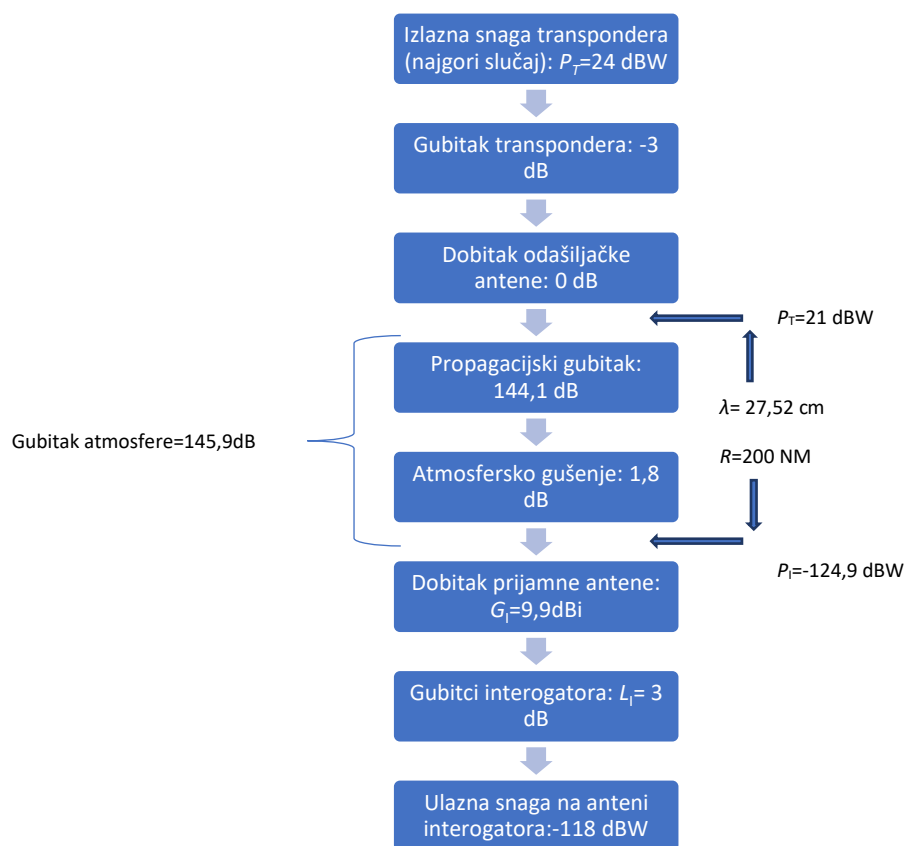 Izlazna snaga transpondera
(najgori slučaj): PT=24 dBW
Gubitak transpondera: -3
dB
Dobitak odašiljačke
antene: 0 dB
PT=21 dBW
Propagacijski gubitak:
144,1 dB
λ= 27,52 cm
Gubitak atmosfere=145,9dB
R=200 NM
Atmosfersko gušenje: 1,8
dB
PI=-124,9 dBW
Dobitak prijamne antene:
GI=9,9dBi
Gubitci interogatora: LI= 3
dB
Ulazna snaga na anteni
interogatora:-118 dBW